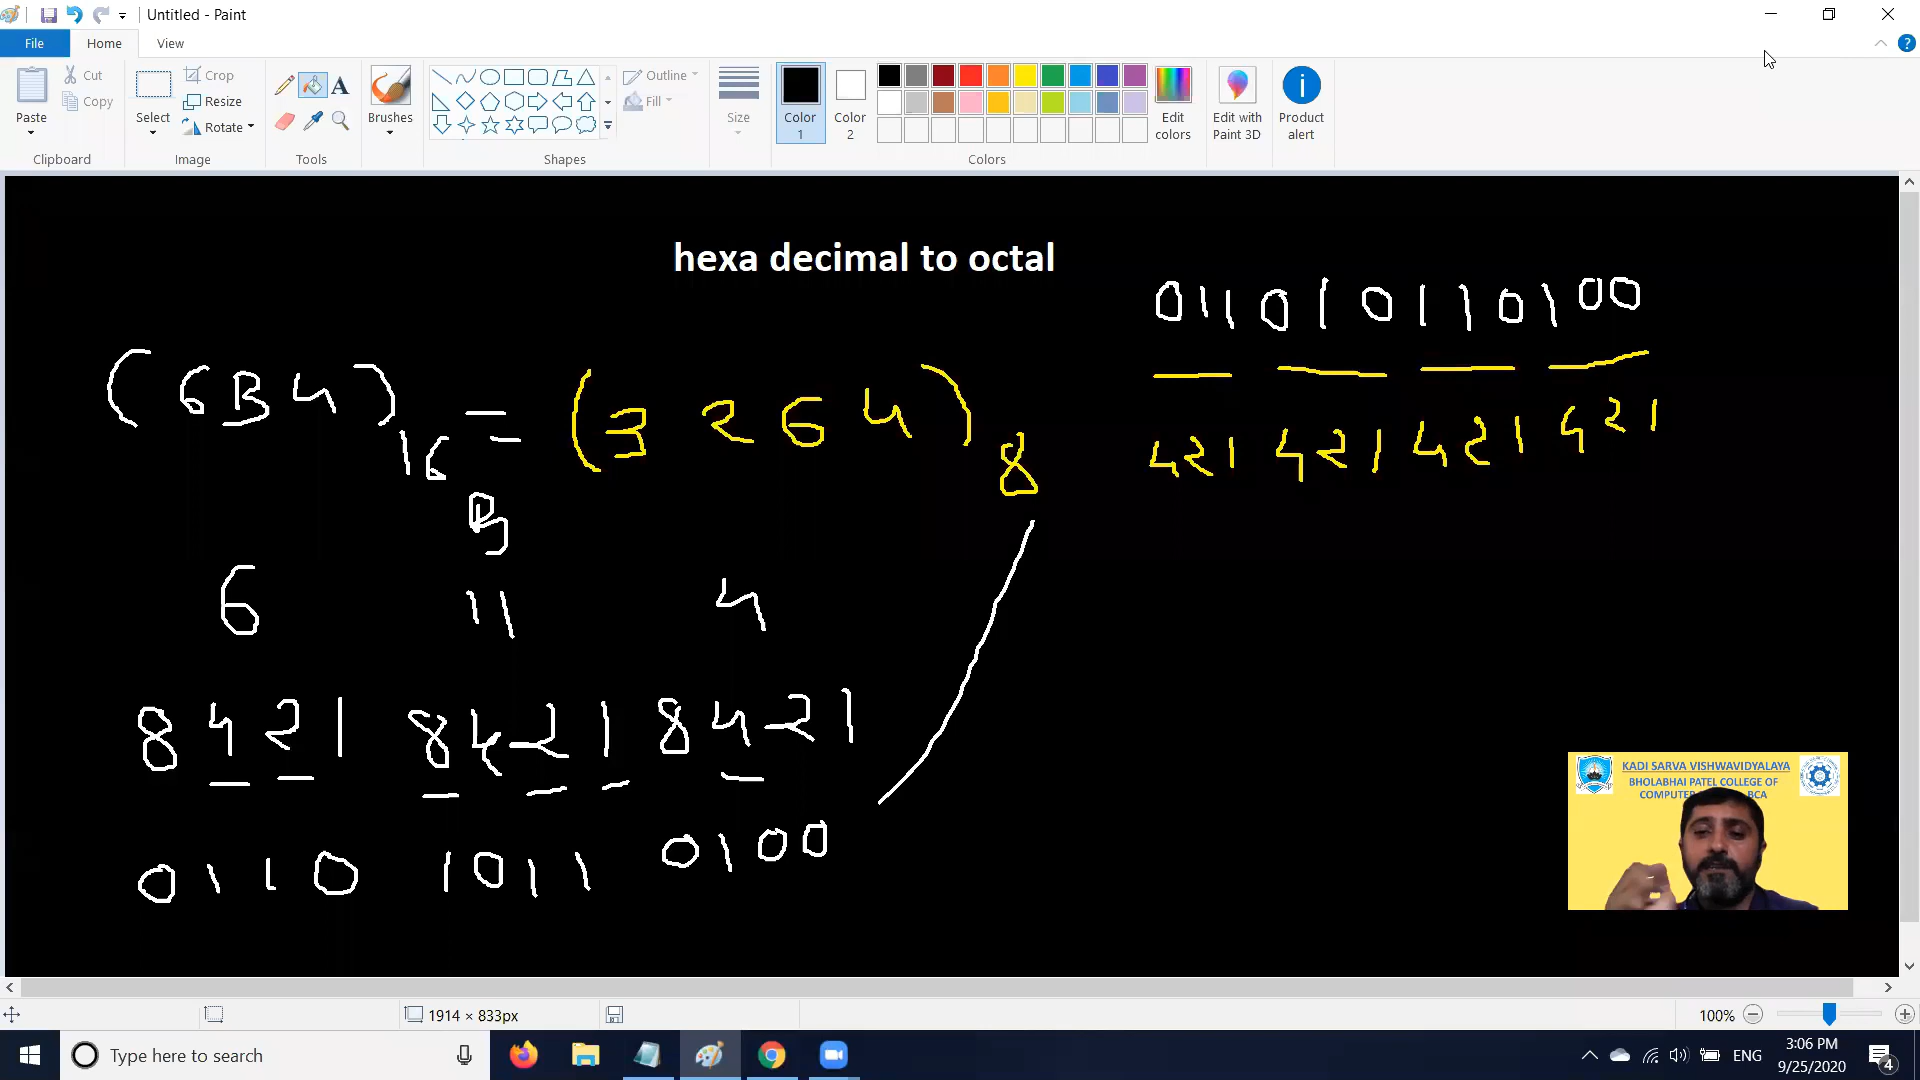 Untitled - Paint
File Home View
Paste
Cut
Copy
Clipboard
Select
Crop
Resize
Rotate
Image
Tools
Brushes
Shapes
Outline
Fill
Size
Color 1
Color 2
Colors
Edit colors
Edit with Paint 3D
Product alert
hexa decimal to octal
011010110100
(6B4)16 = (3264)8
421 421 421 421
B
6 11 4
8421 8421 8421
0110 1011 0100
KADI SARVA VISHWAVIDYALAYA
BHOLABHAI PATEL COLLEGE OF
COMPUTER BCA
1914 × 833px
100%
Type here to search
ENG
3:06 PM
9/25/2020
4